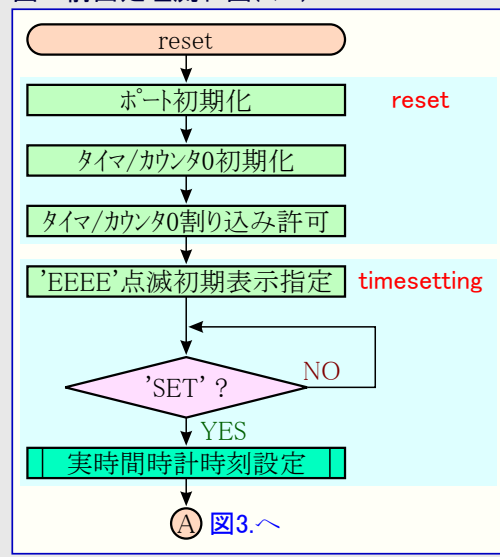 reset
ポート初期化
reset
タイマ/カウンタ0初期化
タイマ/カウンタ0割り込み許可
'EEEE'点滅初期表示指定
timesetting
'SET' ?
NO
YES
実時間時計時刻設定
A 図3.へ